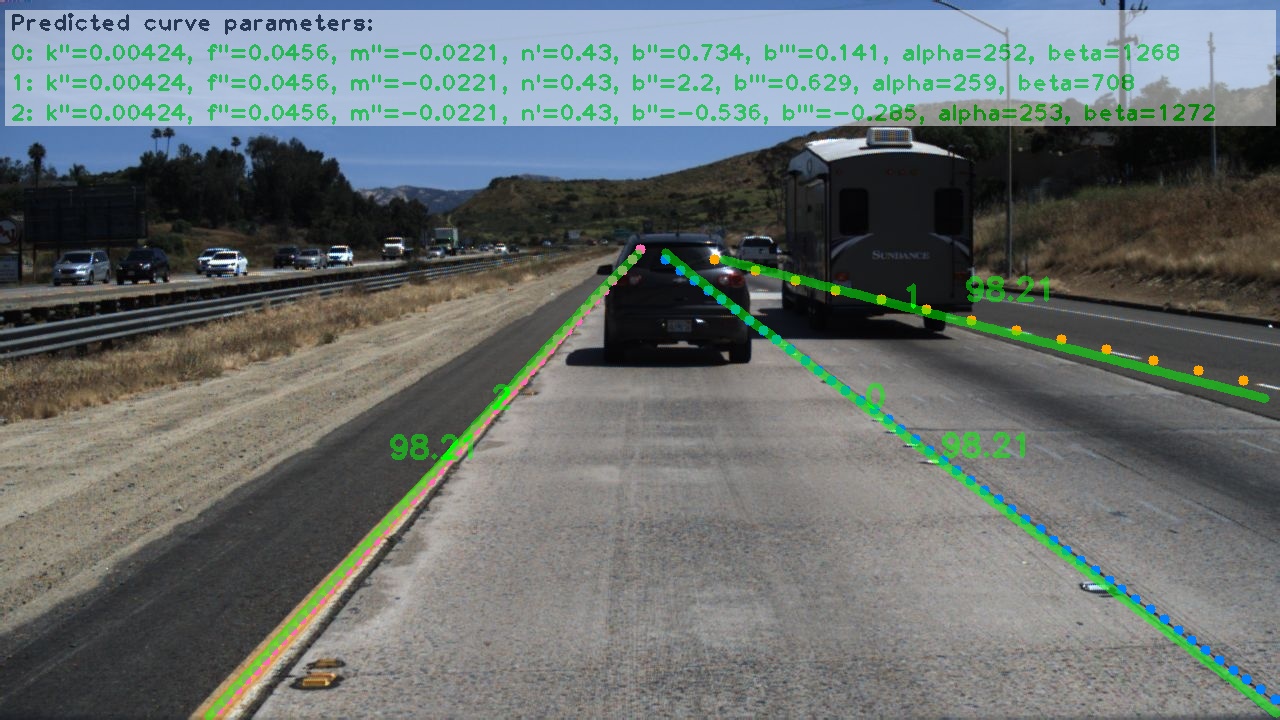 Predicted curve parameters:
0: k''=0.00424, f''=0.0456, m''=-0.0221, n'=0.43, b''=0.734, b'''=0.141, alpha=252, beta=1268
1: k''=0.00424, f''=0.0456, m''=-0.0221, n'=0.43, b''=2.2, b'''=0.629, alpha=259, beta=708
2: k''=0.00424, f''=0.0456, m''=-0.0221, n'=0.43, b''=-0.536, b'''=-0.285, alpha=253, beta=1272
SUNDANCE
1 98.21
2 0
98.21 98.21